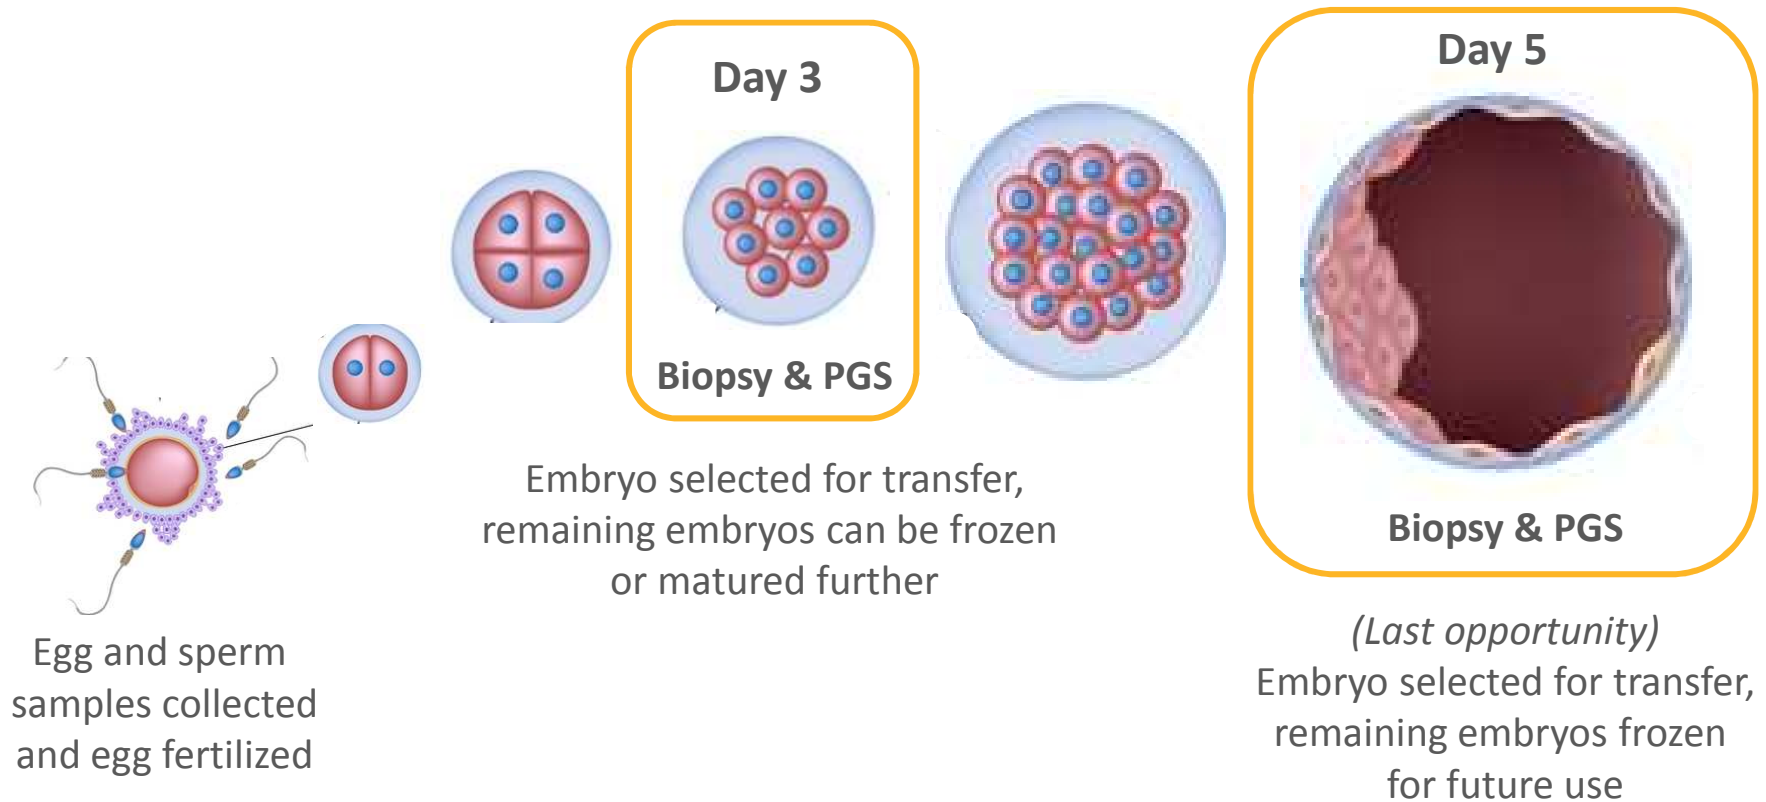 Egg and sperm
samples collected
and egg fertilized
Day 3
Biopsy & PGS
Embryo selected for transfer,
remaining embryos can be frozen
or matured further
Day 5
Biopsy & PGS
(Last opportunity)
Embryo selected for transfer,
remaining embryos frozen
for future use